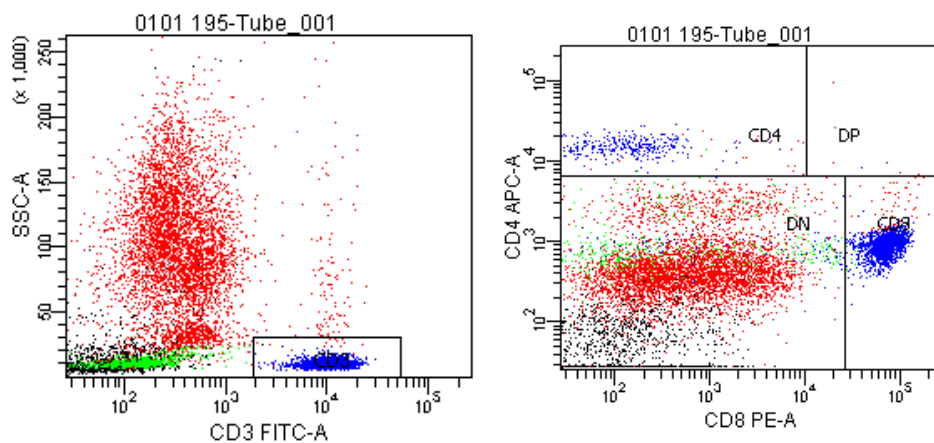 0101 195-Tube_001
(x 1,000)
SSC-A
250
200
150
100
50
10^2
10^3
10^4
10^5
CD3 FITC-A
0101 195-Tube_001
CD4 APC-A
10^5
10^4
10^3
10^2
CD4
DP
DN
CD8
10^2
10^3
10^4
10^5
CD8 PE-A